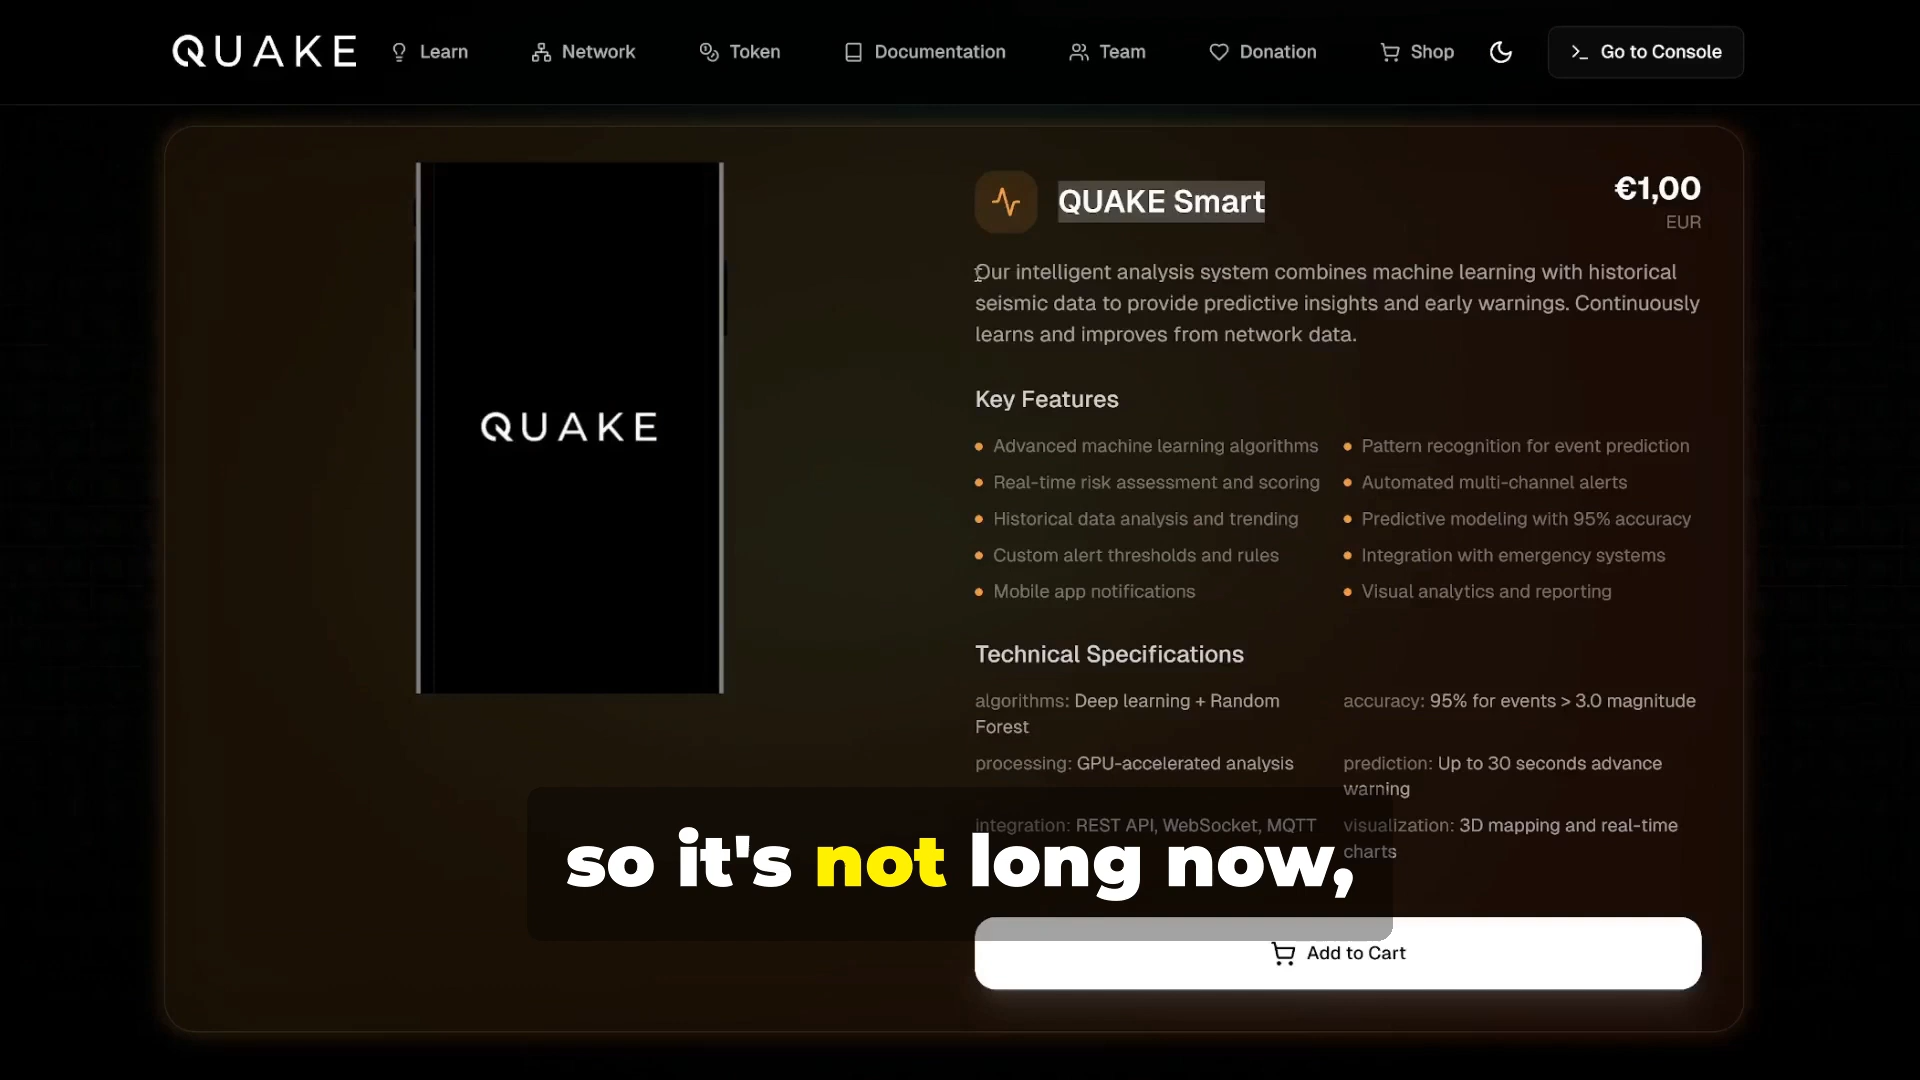 QUAKE Learn Network Token Documentation Team Donation Shop Go to Console
QUAKE
QUAKE Smart
€1,00
EUR
Our intelligent analysis system combines machine learning with historical
seismic data to provide predictive insights and early warnings. Continuously
learns and improves from network data.
Key Features
Advanced machine learning algorithms
Pattern recognition for event prediction
Real-time risk assessment and scoring
Automated multi-channel alerts
Historical data analysis and trending
Predictive modeling with 95% accuracy
Custom alert thresholds and rules
Integration with emergency systems
Mobile app notifications
Visual analytics and reporting
Technical Specifications
algorithms: Deep learning + Random
Forest
accuracy: 95% for events > 3.0 magnitude
processing: GPU-accelerated analysis
prediction: Up to 30 seconds advance
warning
integration: REST API, WebSocket, MQTT
visualization: 3D mapping and real-time
charts
so it's not long now,
Add to Cart